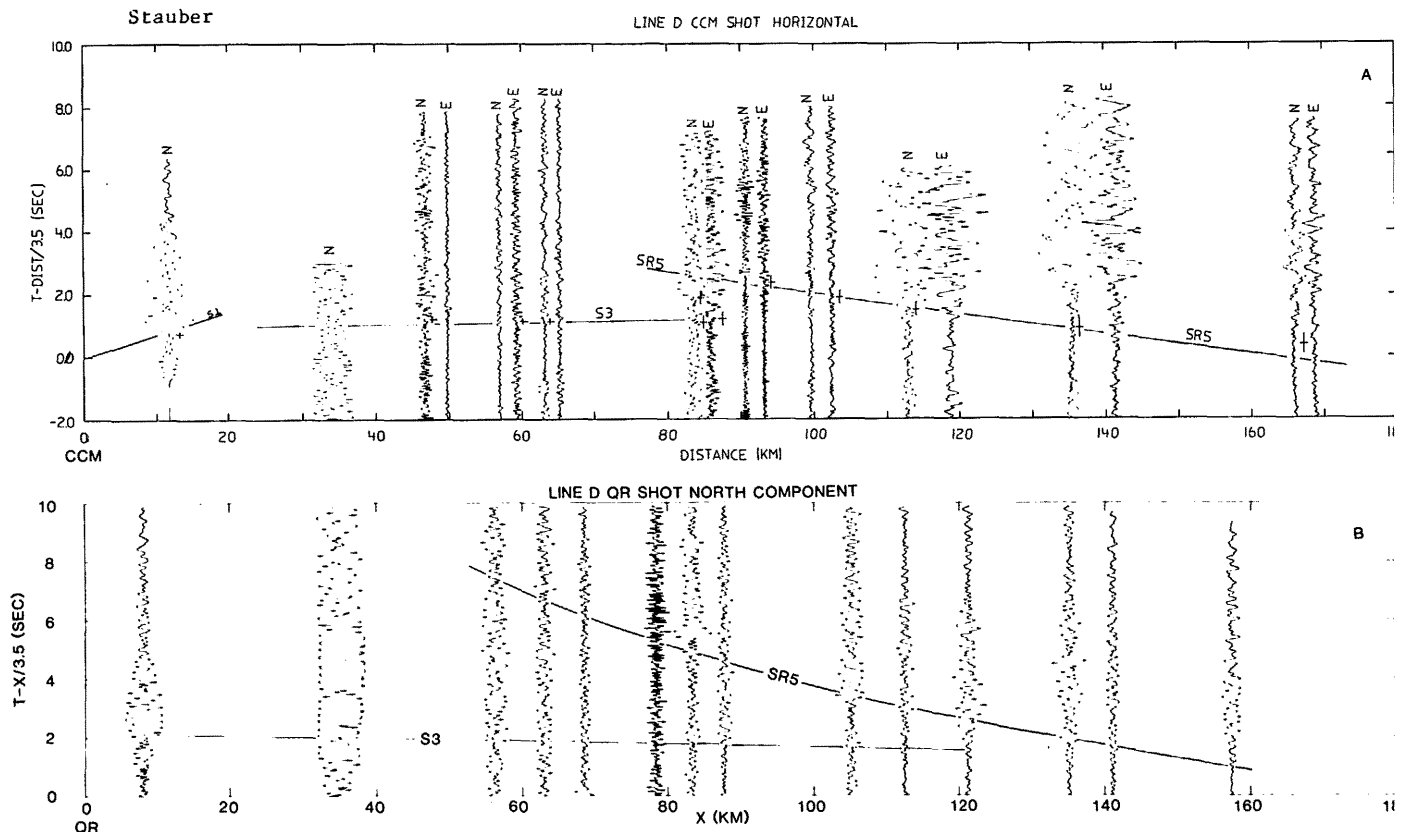 Stauber
LINE D CCM SHOT HORIZONTAL
A
T-DIST/3.5 (SEC)
10.0
8.0
6.0
4.0
2.0
0.0
-2.0
N
N
N E
N E
N E
N E
N E
N E
N E
N E
N E
S1
S3
SR5
SR5
0 20 40 60 80 100 120 140 160
CCM
DISTANCE (KM)
LINE D QR SHOT NORTH COMPONENT
B
T-X/3.5 (SEC)
10
8
6
4
2
0
S3
SR5
0 20 40 60 80 100 120 140 160
QR
X (KM)